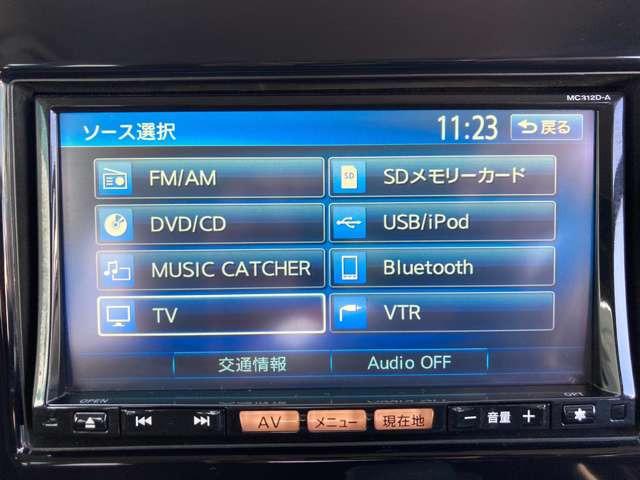 MC312D-A
ソース選択 11:23 戻る
FM/AM SD SDメモリーカード
DVD/CD USB/iPod
MUSIC CATCHER Bluetooth
TV VTR
交通情報 Audio OFF
OPEN OPT
AV メニュー 現在地 － 音量 ＋